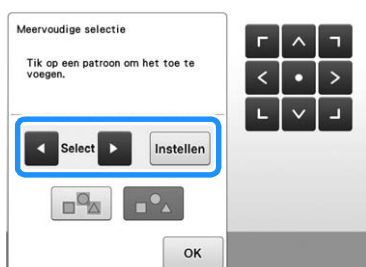 Meervoudige selectie
Tik op een patroon om het toe te
voegen.
Select
Instellen
OK